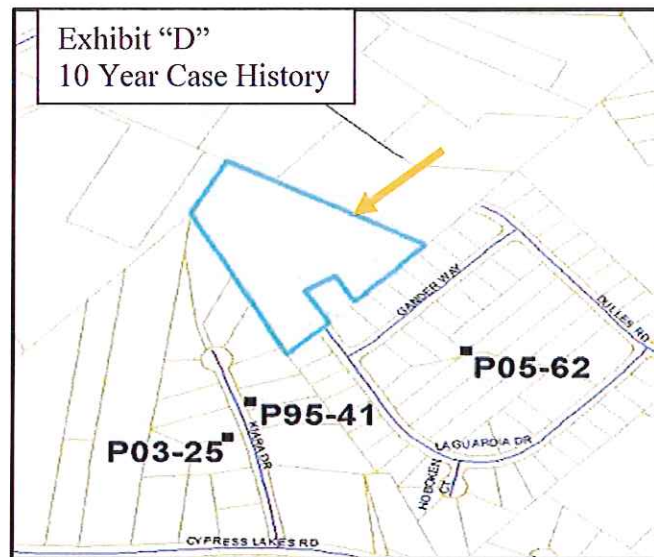 Exhibit “D”
10 Year Case History
GANDER WAY
DULLES RD
P05-62
P95-41
P03-25
KIARA DR
LAGUARDIA DR
HOBOKEN
CT
CYPRESS LAKES RD